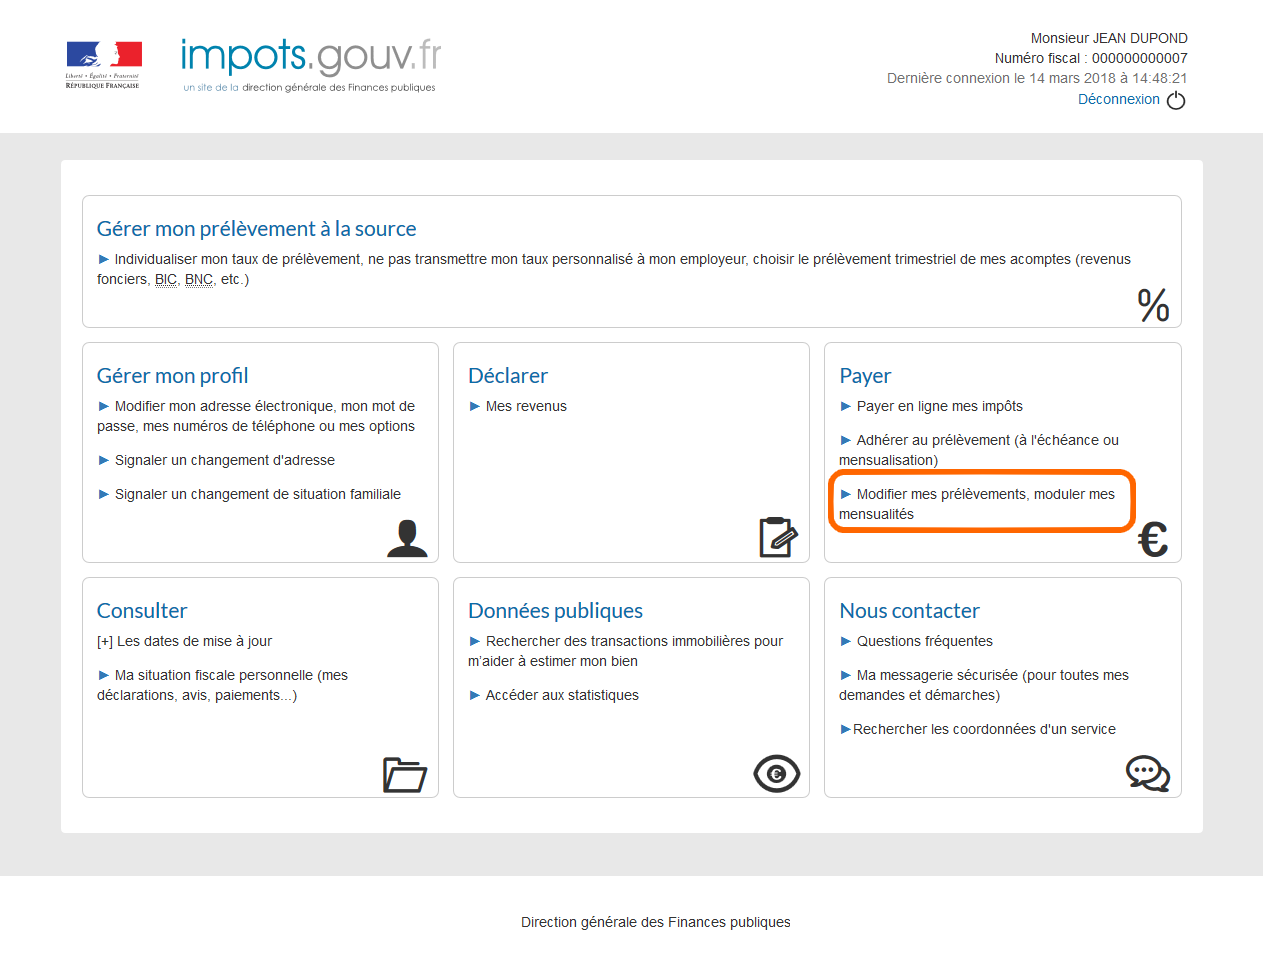 Liberté • Égalité • Fraternité
RÉPUBLIQUE FRANÇAISE
impots.gouv.fr
un site de la direction générale des Finances publiques
Monsieur JEAN DUPOND
Numéro fiscal : 000000000007
Dernière connexion le 14 mars 2018 à 14:48:21
Déconnexion
Gérer mon prélèvement à la source
► Individualiser mon taux de prélèvement, ne pas transmettre mon taux personnalisé à mon employeur, choisir le prélèvement trimestriel de mes acomptes (revenus
fonciers, BIC, BNC, etc.)
%
Gérer mon profil
► Modifier mon adresse électronique, mon mot de
passe, mes numéros de téléphone ou mes options
► Signaler un changement d'adresse
► Signaler un changement de situation familiale
Déclarer
► Mes revenus
Payer
► Payer en ligne mes impôts
► Adhérer au prélèvement (à l'échéance ou
mensualisation)
► Modifier mes prélèvements, moduler mes
mensualités
€
Consulter
[+] Les dates de mise à jour
► Ma situation fiscale personnelle (mes
déclarations, avis, paiements...)
Données publiques
► Rechercher des transactions immobilières pour
m'aider à estimer mon bien
► Accéder aux statistiques
€
Nous contacter
► Questions fréquentes
► Ma messagerie sécurisée (pour toutes mes
demandes et démarches)
►Rechercher les coordonnées d'un service
Direction générale des Finances publiques